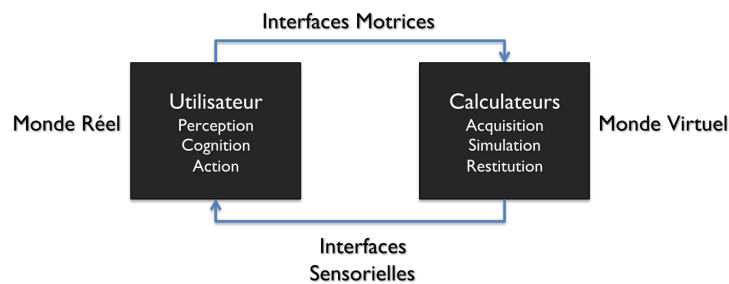 Interfaces Motrices
Monde Réel
Utilisateur
Perception
Cognition
Action
Calculateurs
Acquisition
Simulation
Restitution
Monde Virtuel
Interfaces
Sensorielles